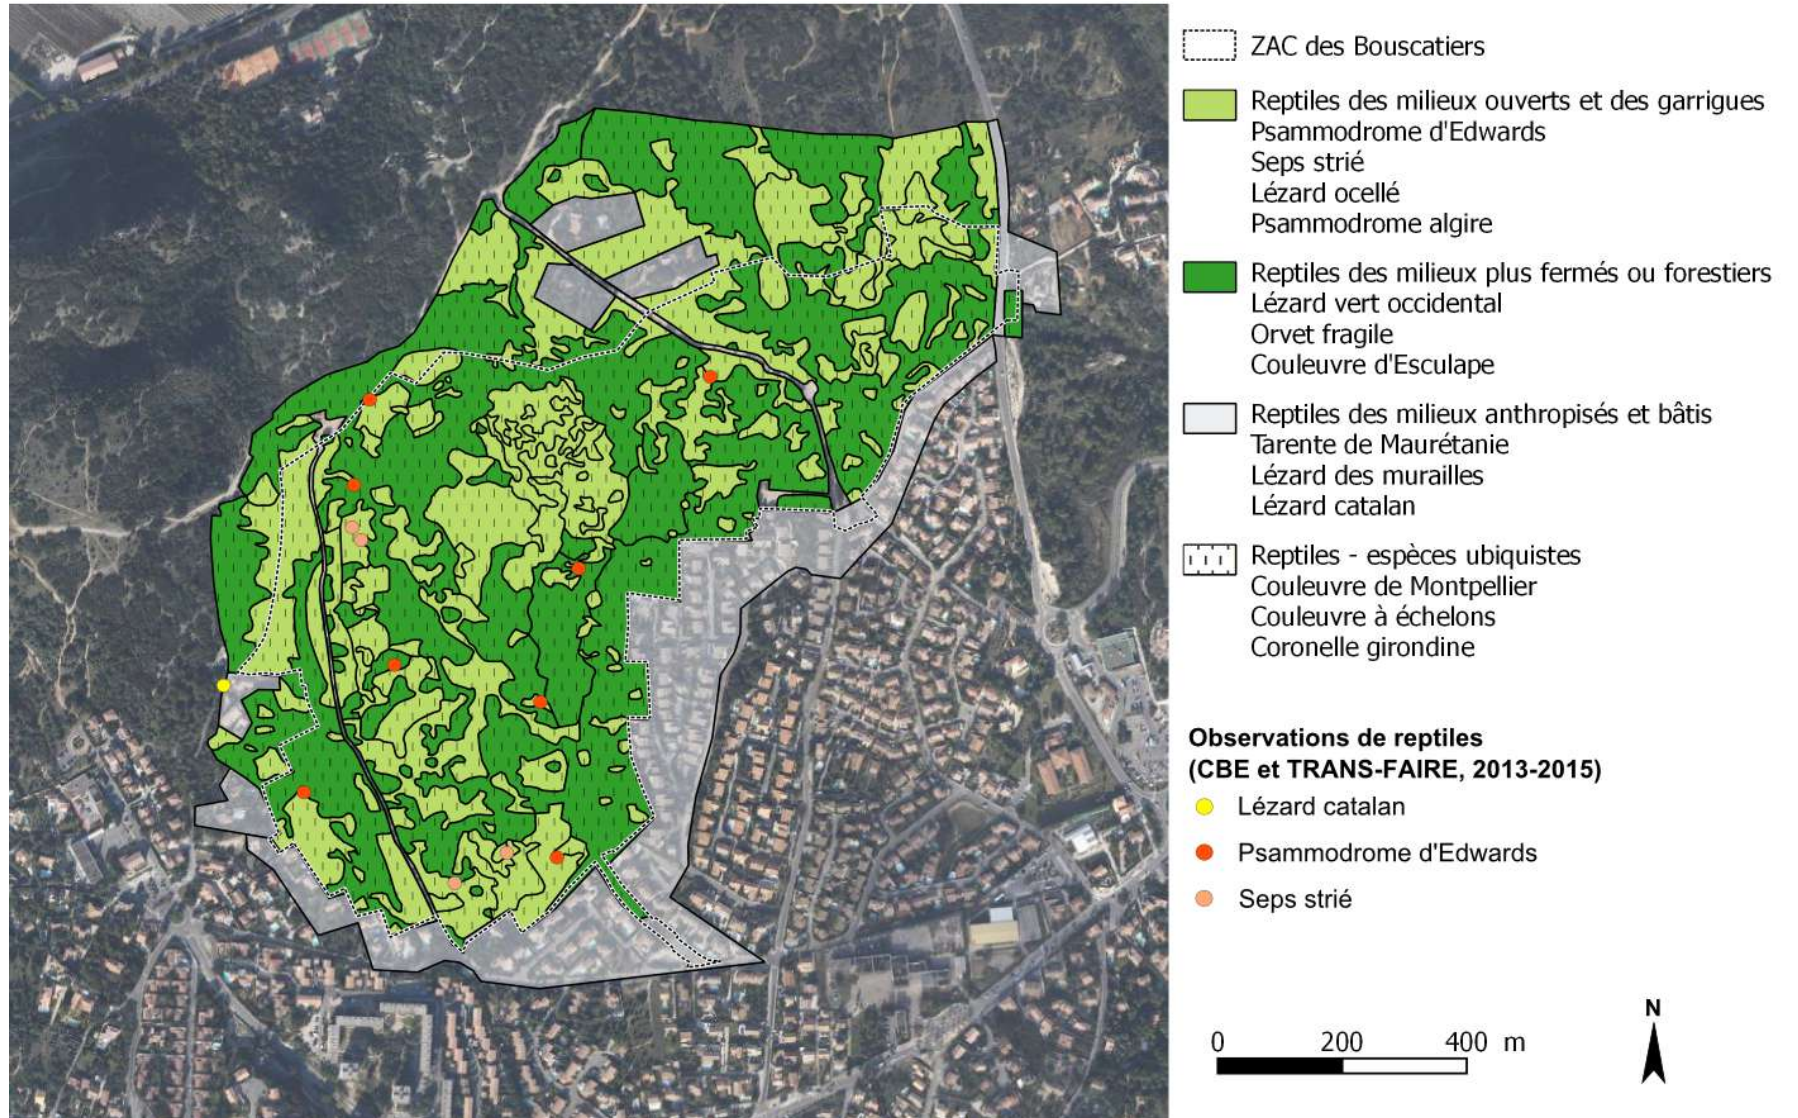 ZAC des Bouscatiers
Reptiles des milieux ouverts et des garrigues
Psammodrome d'Edwards
Seps strié
Lézard ocellé
Psammodrome algire
Reptiles des milieux plus fermés ou forestiers
Lézard vert occidental
Orvet fragile
Couleuvre d'Esculape
Reptiles des milieux anthropisés et bâtis
Tarente de Maurétanie
Lézard des murailles
Lézard catalan
Reptiles - espèces ubiquistes
Couleuvre de Montpellier
Couleuvre à échelons
Coronelle girondine
Observations de reptiles
(CBE et TRANS-FAIRE, 2013-2015)
Lézard catalan
Psammodrome d'Edwards
Seps strié
N
0 200 400 m